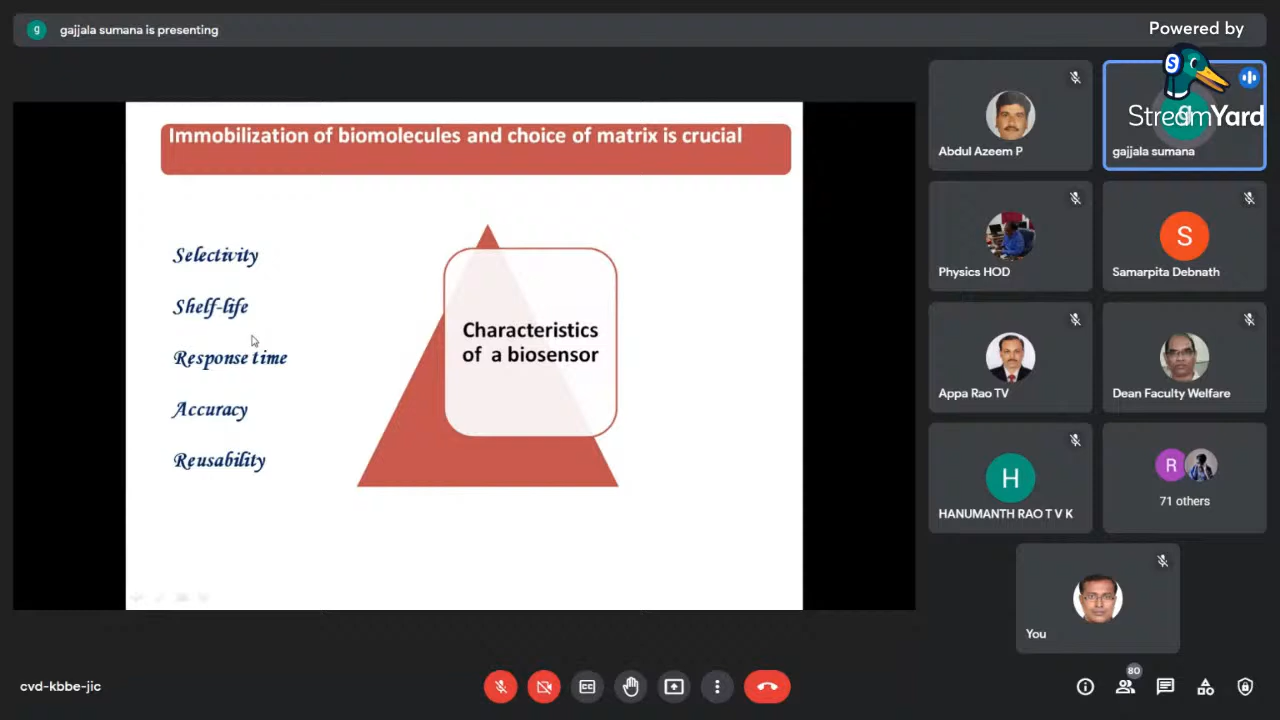 g
gajjala sumana is presenting
Powered by
StreamYard
Immobilization of biomolecules and choice of matrix is crucial
Selectivity
Shelf-life
Response time
Accuracy
Reusability
Characteristics
of a biosensor
Abdul Azeem P
S
g
gajjala sumana
Physics HOD
S
Samarpita Debnath
Appa Rao TV
Dean Faculty Welfare
H
HANUMANTH RAO T V K
R
71 others
You
cvd-kbbe-jic
CC
80